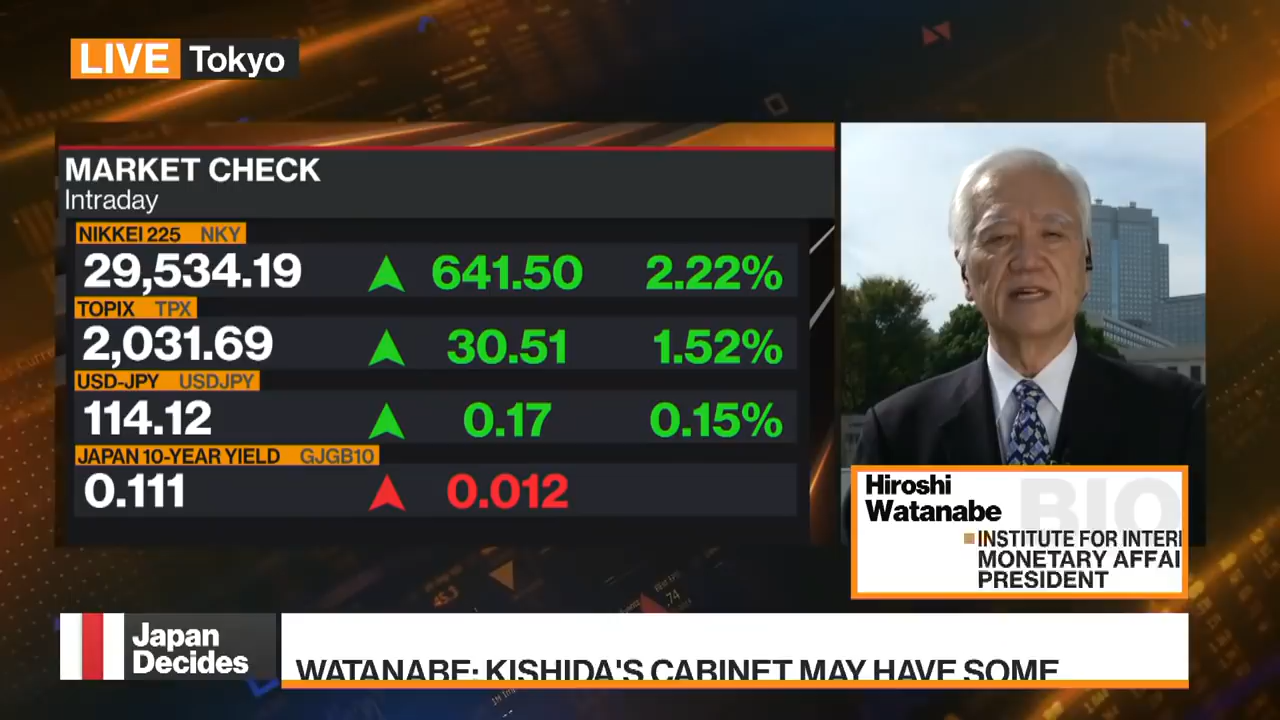 LIVE Tokyo
MARKET CHECK
Intraday
NIKKEI 225 NKY
29,534.19 641.50 2.22%
TOPIX TPX
2,031.69 30.51 1.52%
USD-JPY USDJPY
114.12 0.17 0.15%
JAPAN 10-YEAR YIELD GJGB10
0.111 0.012
Hiroshi
Watanabe
BIO
INSTITUTE FOR INTER
MONETARY AFFAI
PRESIDENT
Japan
Decides
WATANABE: KISHIDA'S CABINET MAY HAVE SOME